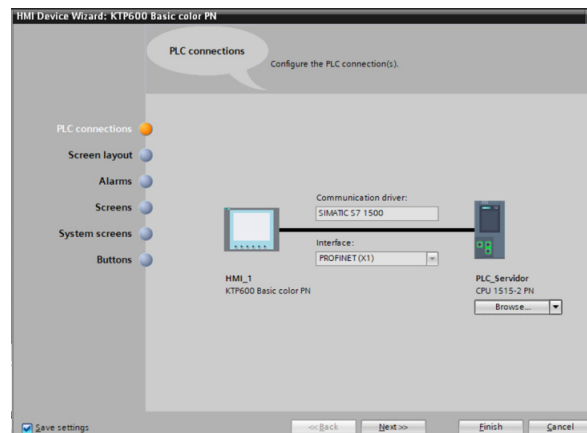 HMI Device Wizard: KTP600 Basic color PN
PLC connections
Configure the PLC connection(s).
PLC connections
Screen layout
Alarms
Screens
System screens
Buttons
Communication driver:
SIMATIC S7 1500
Interface:
PROFINET (X1)
HMI_1
KTP600 Basic color PN
PLC_Servidor
CPU 1515-2 PN
Browse...
Save settings
<<Back
Next>>
Finish
Cancel